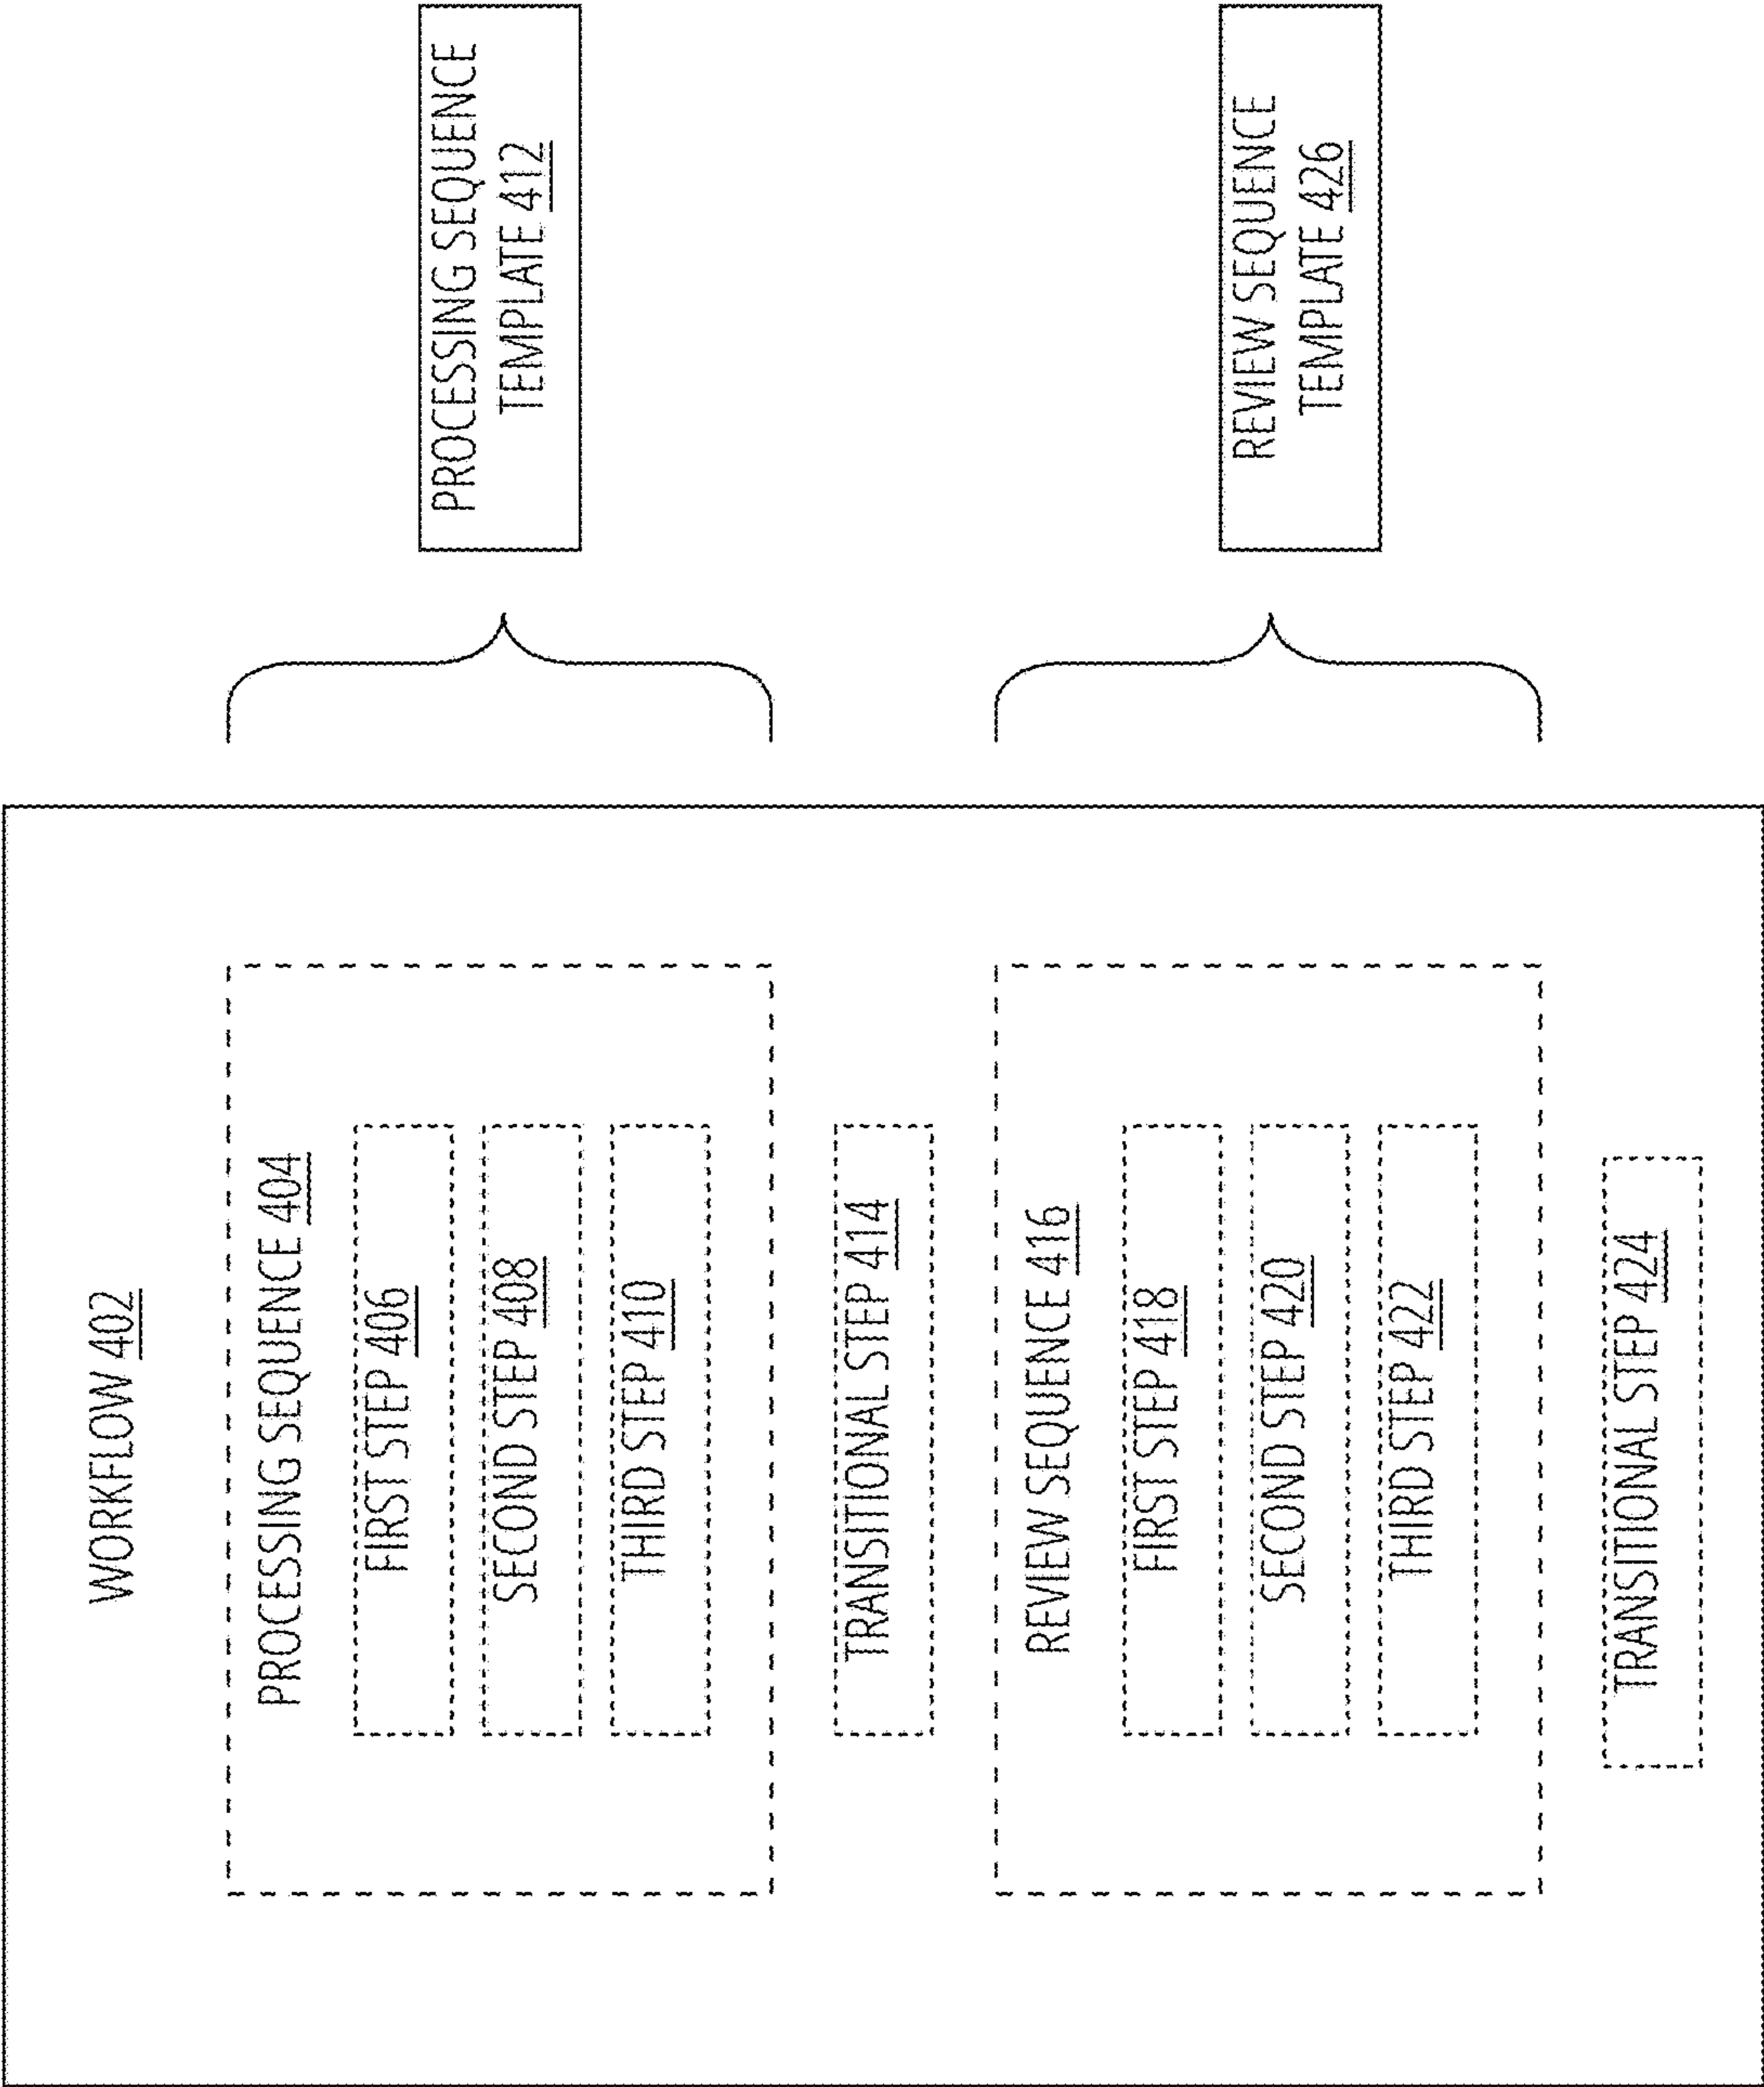 WORKFLOW 402
PROCESSING SEQUENCE 404
FIRST STEP 406
SECOND STEP 408
THIRD STEP 410
PROCESSING SEQUENCE
TEMPLATE 412
TRANSITIONAL STEP 414
REVIEW SEQUENCE 416
FIRST STEP 418
SECOND STEP 420
THIRD STEP 422
REVIEW SEQUENCE
TEMPLATE 426
TRANSITIONAL STEP 424